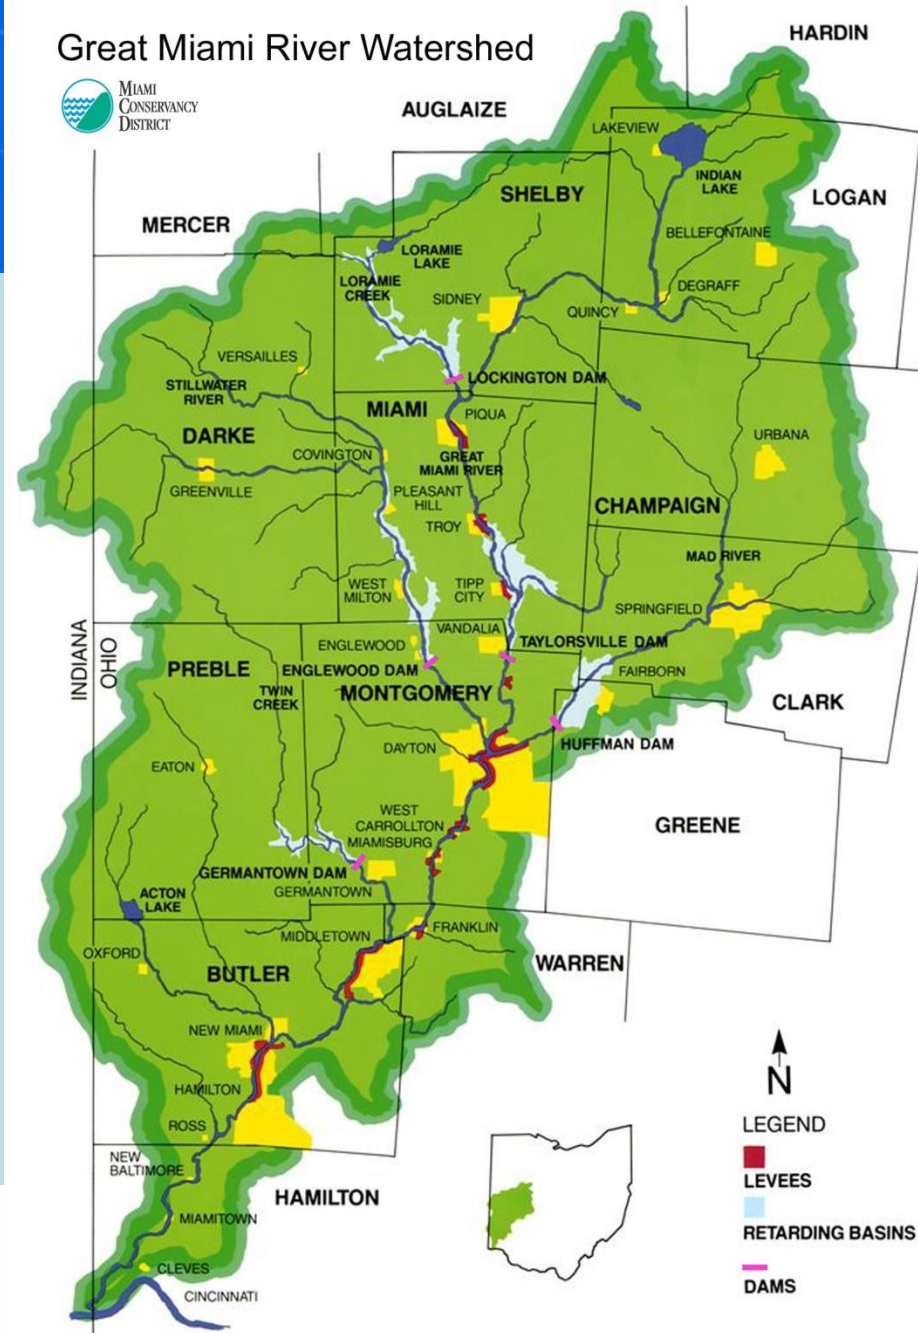 Great Miami River Watershed
MIAMI
CONSERVANCY
DISTRICT
HARDIN
AUGLAIZE
LAKEVIEW
INDIAN
LAKE
SHELBY
LOGAN
MERCER
BELLEFONTAINE
LORAMIE
LAKE
LORAMIE
CREEK
SIDNEY
DEGRAFF
QUINCY
VERSAILLES
STILLWATER
RIVER
LOCKINGTON DAM
MIAMI
PIQUA
DARKE
URBANA
COVINGTON
GREAT
MIAMI RIVER
GREENVILLE
PLEASANT
HILL
CHAMPAIGN
TROY
MAD RIVER
WEST
MILTON
TIPP
CITY
SPRINGFIELD
VANDALIA
INDIANA
OHIO
ENGLEWOOD
TAYLORSVILLE DAM
PREBLE
ENGLEWOOD DAM
FAIRBORN
TWIN
CREEK
MONTGOMERY
CLARK
DAYTON
HUFFMAN DAM
EATON
WEST
CARROLLTON
MIAMISBURG
GREENE
GERMANTOWN DAM
GERMANTOWN
ACTON
LAKE
FRANKLIN
MIDDLETOWN
OXFORD
WARREN
BUTLER
NEW MIAMI
N
HAMILTON
LEGEND
ROSS
NEW
BALTIMORE
LEVEES
HAMILTON
MIAMITOWN
RETARDING BASINS
CLEVES
DAMS
CINCINNATI